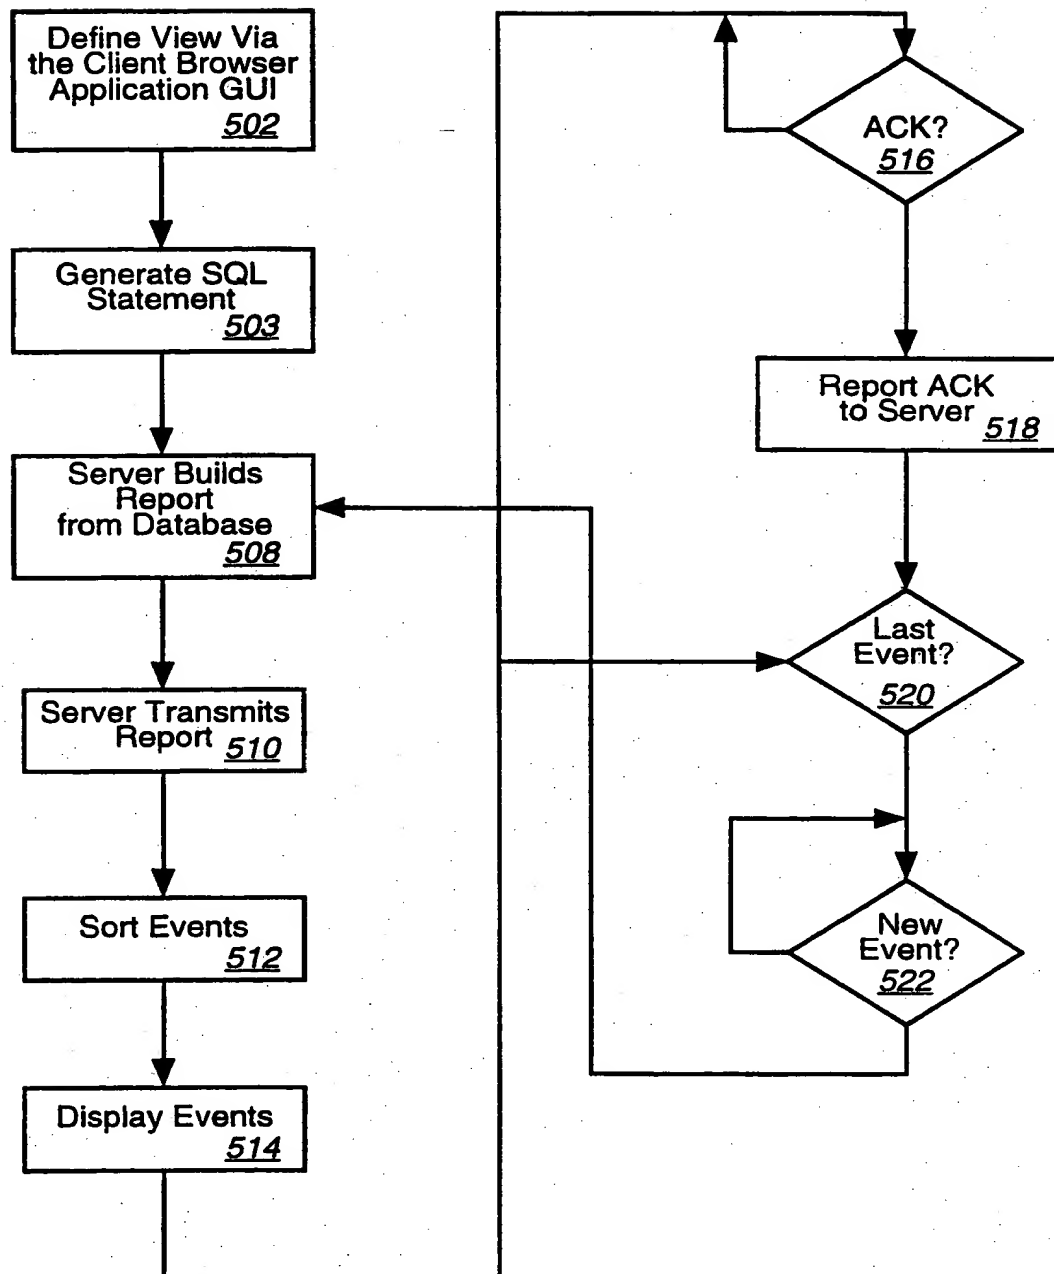 Define View Via
the Client Browser
Application GUI
502
Generate SQL
Statement
503
Server Builds
Report
from Database
508
Server Transmits
Report 510
Sort Events
512
Display Events
514
ACK?
516
Report ACK
to Server
518
Last
Event?
520
New
Event?
522